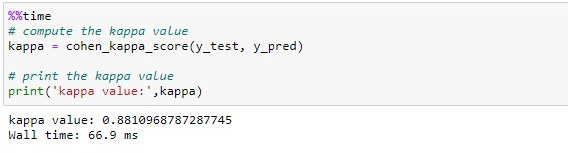 %%time
# compute the kappa value
kappa = cohen_kappa_score(y_test, y_pred)
# print the kappa value
print('kappa value:',kappa)
kappa value: 0.8810968787287745
Wall time: 66.9 ms